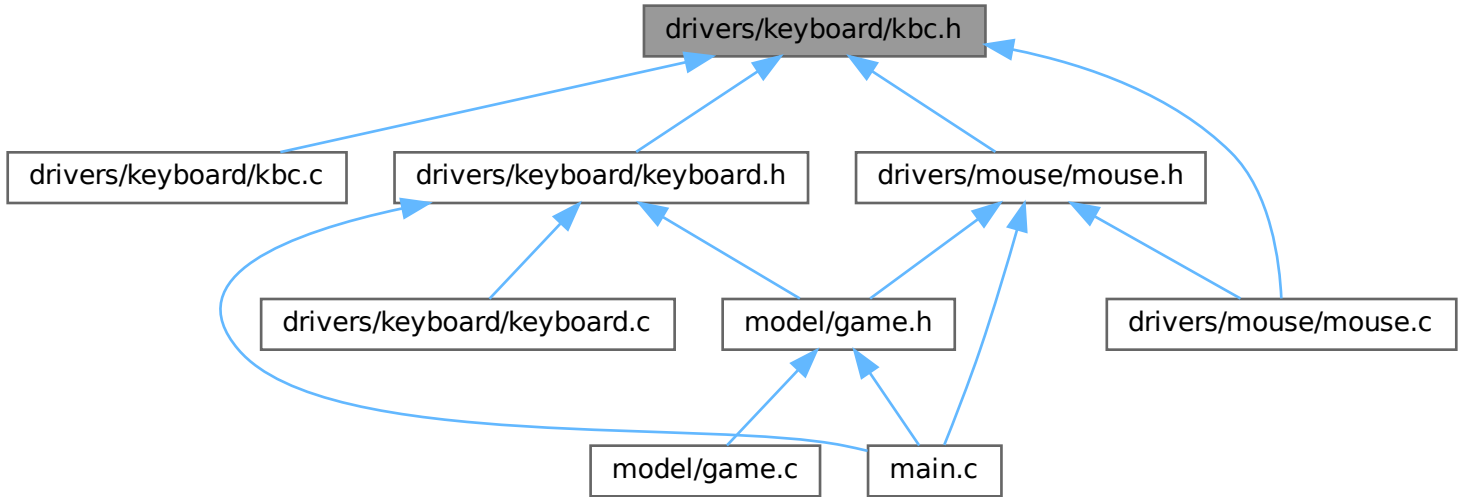 drivers/keyboard/kbc.h
drivers/keyboard/kbc.c
drivers/keyboard/keyboard.h
drivers/mouse/mouse.h
drivers/keyboard/keyboard.c
model/game.h
drivers/mouse/mouse.c
model/game.c
main.c